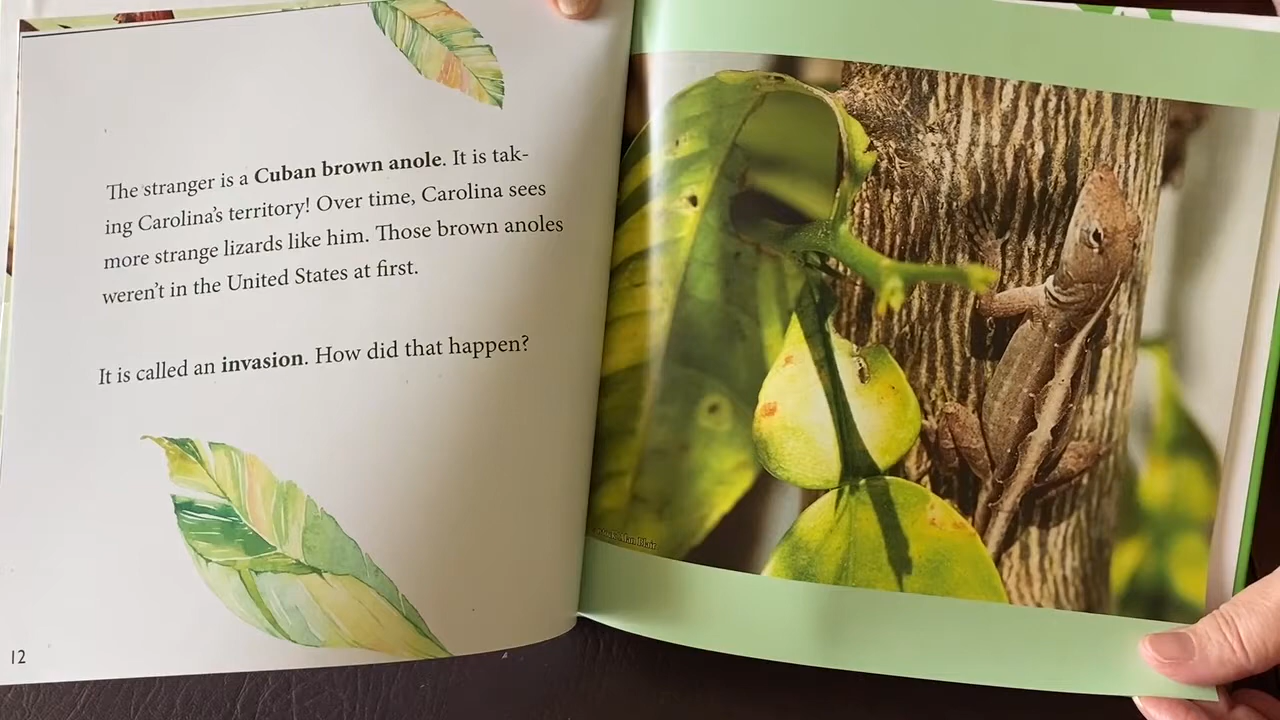 The stranger is a Cuban brown anole. It is tak-
ing Carolina's territory! Over time, Carolina sees
more strange lizards like him. Those brown anoles
weren't in the United States at first.
It is called an invasion. How did that happen?
12
Alan Blair